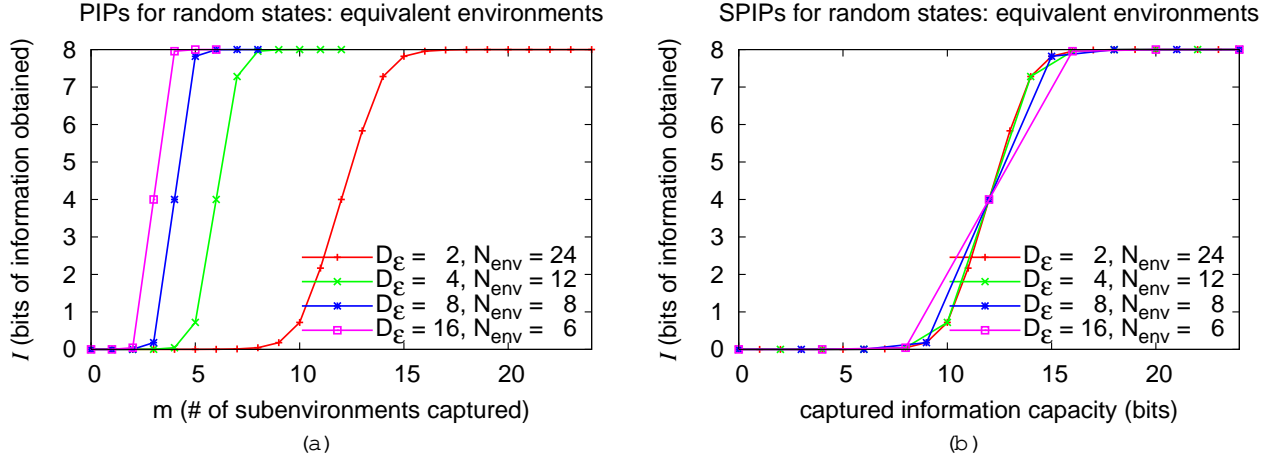 PIPs for random states: equivalent environments
8
7
6
5
4
3
2
1
0
I (bits of information obtained)
Dε = 2, Nenv = 24
Dε = 4, Nenv = 12
Dε = 8, Nenv = 8
Dε = 16, Nenv = 6
0 5 10 15 20
m (# of subenvironments captured)
(a)
SPIPs for random states: equivalent environments
8
7
6
5
4
3
2
1
0
I (bits of information obtained)
Dε = 2, Nenv = 24
Dε = 4, Nenv = 12
Dε = 8, Nenv = 8
Dε = 16, Nenv = 6
0 5 10 15 20
captured information capacity (bits)
(b)